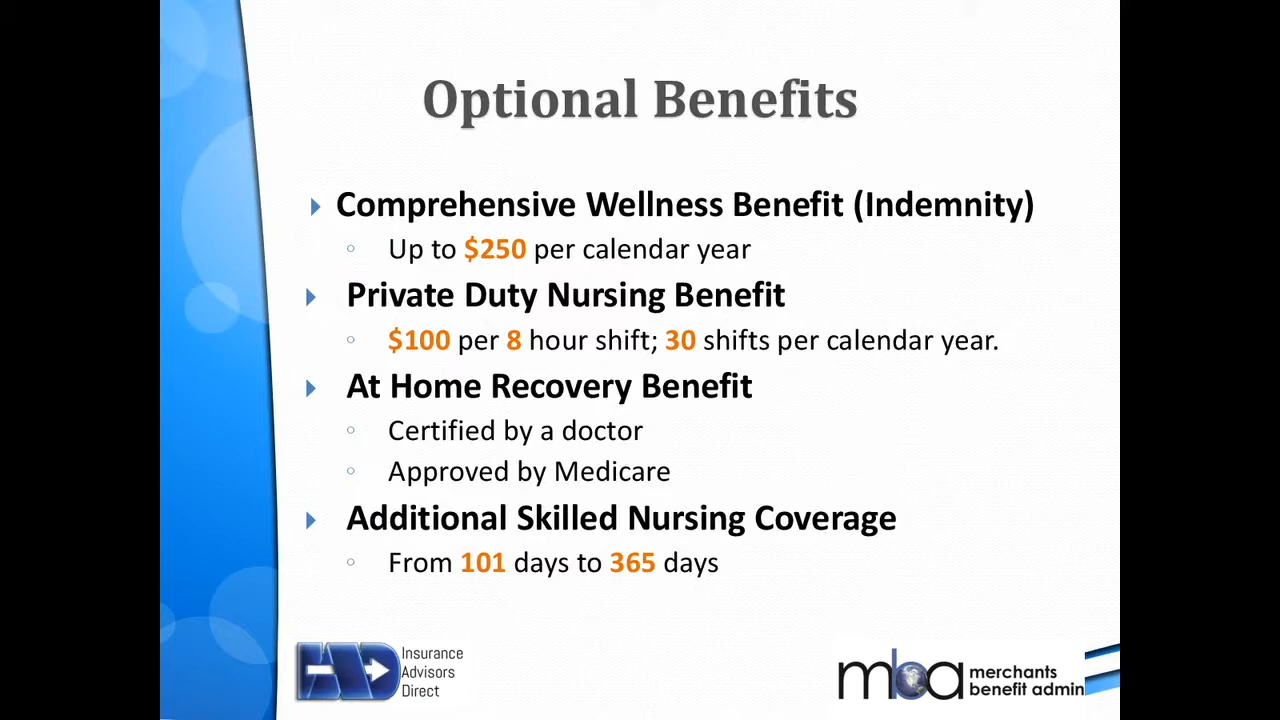 Optional Benefits
Comprehensive Wellness Benefit (Indemnity)
Up to $250 per calendar year
Private Duty Nursing Benefit
$100 per 8 hour shift; 30 shifts per calendar year.
At Home Recovery Benefit
Certified by a doctor
Approved by Medicare
Additional Skilled Nursing Coverage
From 101 days to 365 days
IAD
Insurance
Advisors
Direct
mba
merchants
benefit admin